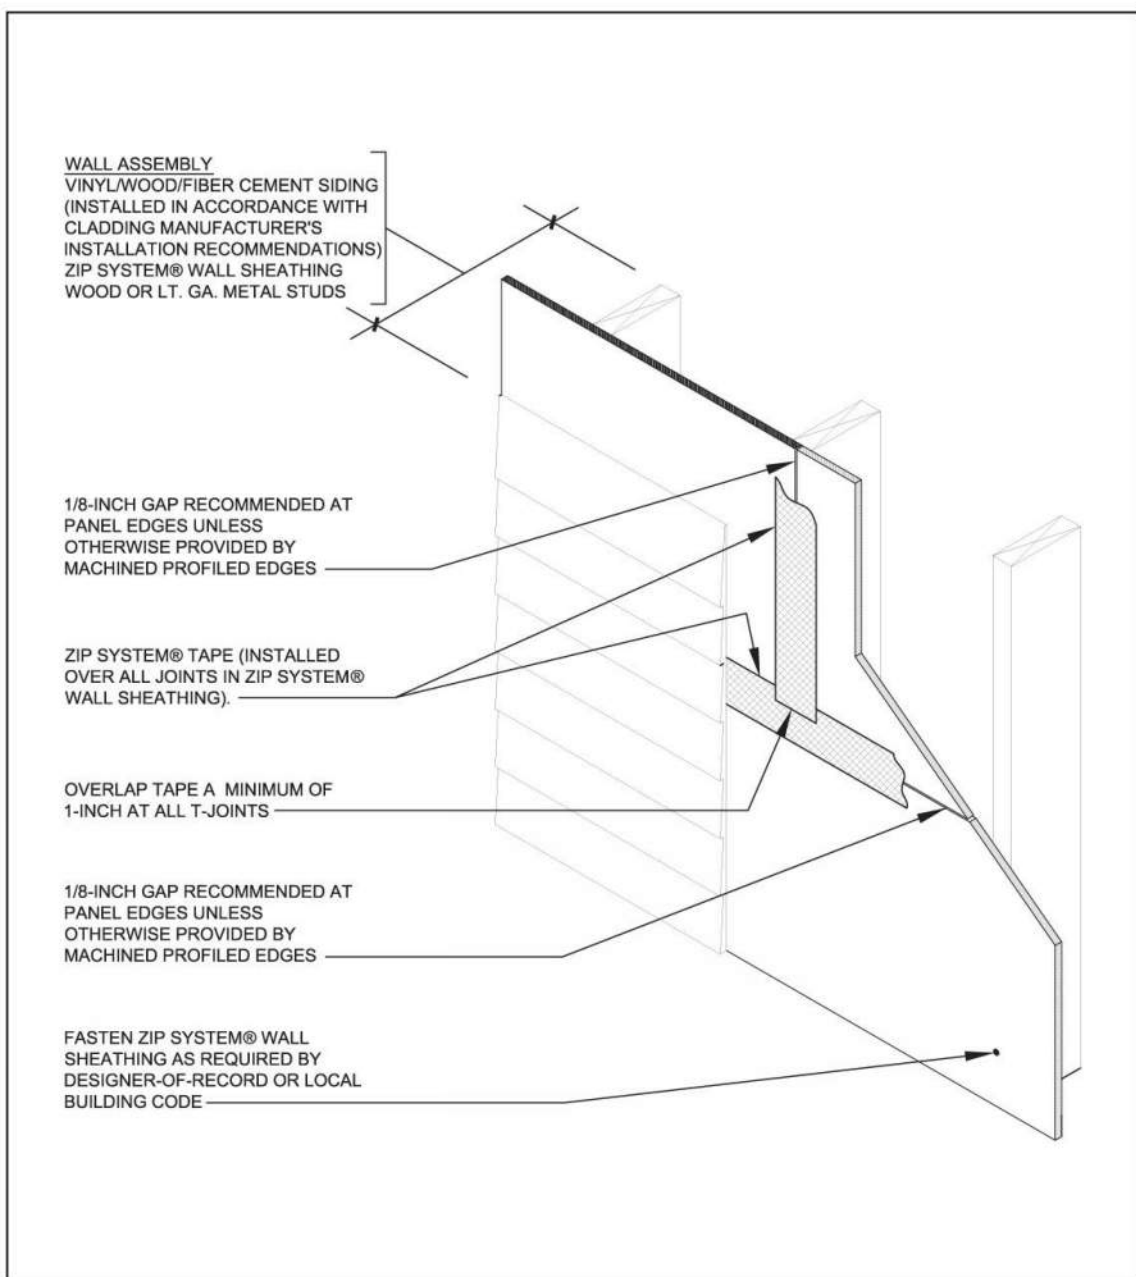 WALL ASSEMBLY
VINYL/WOOD/FIBER CEMENT SIDING
(INSTALLED IN ACCORDANCE WITH
CLADDING MANUFACTURER'S
INSTALLATION RECOMMENDATIONS)
ZIP SYSTEM® WALL SHEATHING
WOOD OR LT. GA. METAL STUDS
1/8-INCH GAP RECOMMENDED AT
PANEL EDGES UNLESS
OTHERWISE PROVIDED BY
MACHINED PROFILED EDGES
ZIP SYSTEM® TAPE (INSTALLED
OVER ALL JOINTS IN ZIP SYSTEM®
WALL SHEATHING).
OVERLAP TAPE A MINIMUM OF
1-INCH AT ALL T-JOINTS
1/8-INCH GAP RECOMMENDED AT
PANEL EDGES UNLESS
OTHERWISE PROVIDED BY
MACHINED PROFILED EDGES
FASTEN ZIP SYSTEM® WALL
SHEATHING AS REQUIRED BY
DESIGNER-OF-RECORD OR LOCAL
BUILDING CODE